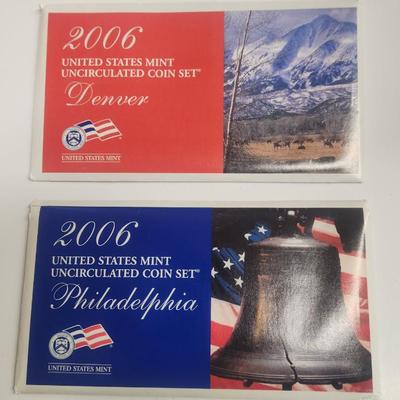 2006
UNITED STATES MINT
UNCIRCULATED COIN SET®
Denver
UNITED STATES MINT
2006
UNITED STATES MINT
UNCIRCULATED COIN SET®
Philadelphia
UNITED STATES MINT